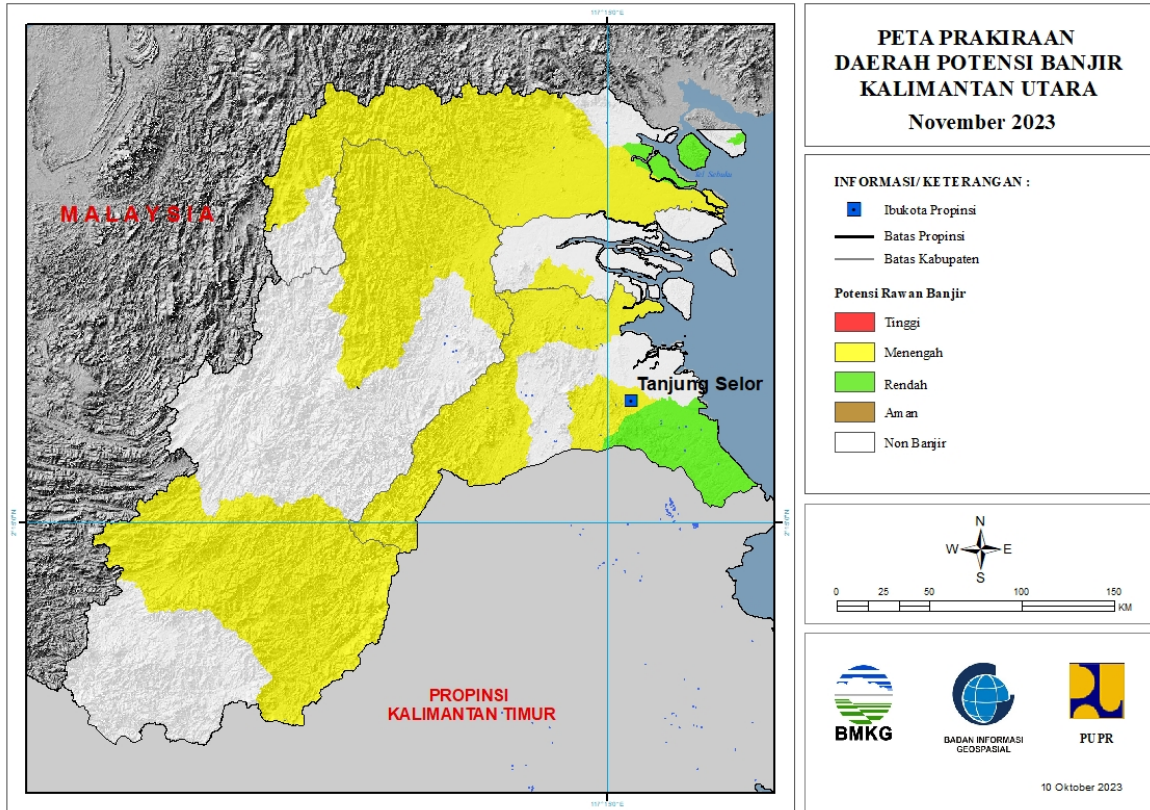 PETA PRAKIRAAN
DAERAH POTENSI BANJIR
KALIMANTAN UTARA
November 2023
MALAYSIA
Tanjung Selor
PROPINSI
KALIMANTAN TIMUR
INFORMASI/KETERANGAN :
Ibukota Propinsi
Batas Propinsi
Batas Kabupaten
Potensi Rawan Banjir
Tinggi
Menengah
Rendah
Aman
Non Banjir
N
W E
S
0 25 50 100 150
KM
BMKG
BADAN INFORMASI
GEOSPASIAL
PUPR
10 Oktober 2023